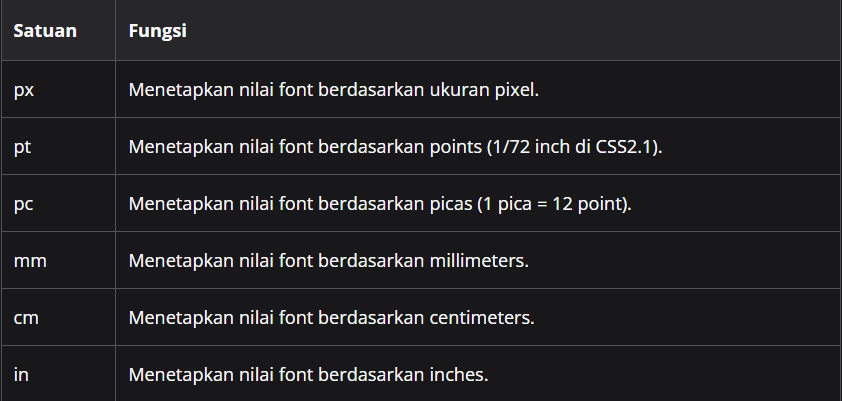 Satuan Fungsi
px Menetapkan nilai font berdasarkan ukuran pixel.
pt Menetapkan nilai font berdasarkan points (1/72 inch di CSS2.1).
pc Menetapkan nilai font berdasarkan picas (1 pica = 12 point).
mm Menetapkan nilai font berdasarkan millimeters.
cm Menetapkan nilai font berdasarkan centimeters.
in Menetapkan nilai font berdasarkan inches.